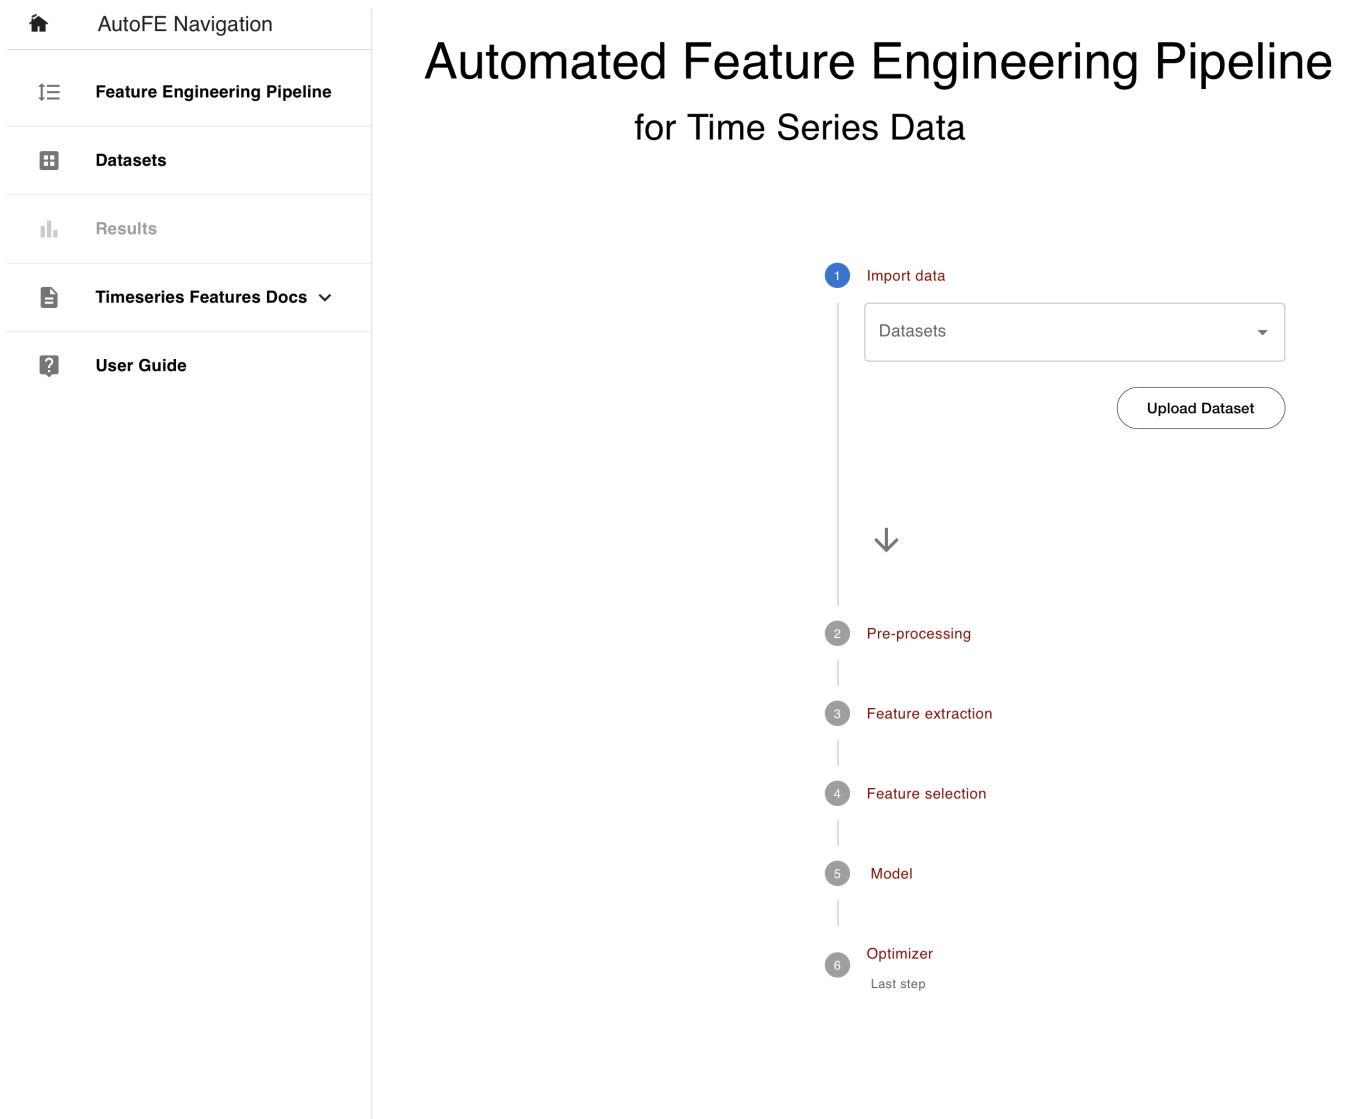 AutoFE Navigation
Feature Engineering Pipeline
Datasets
Results
Timeseries Features Docs
User Guide
Automated Feature Engineering Pipeline
for Time Series Data
1 Import data
Datasets
Upload Dataset
2 Pre-processing
3 Feature extraction
4 Feature selection
5 Model
6 Optimizer
Last step